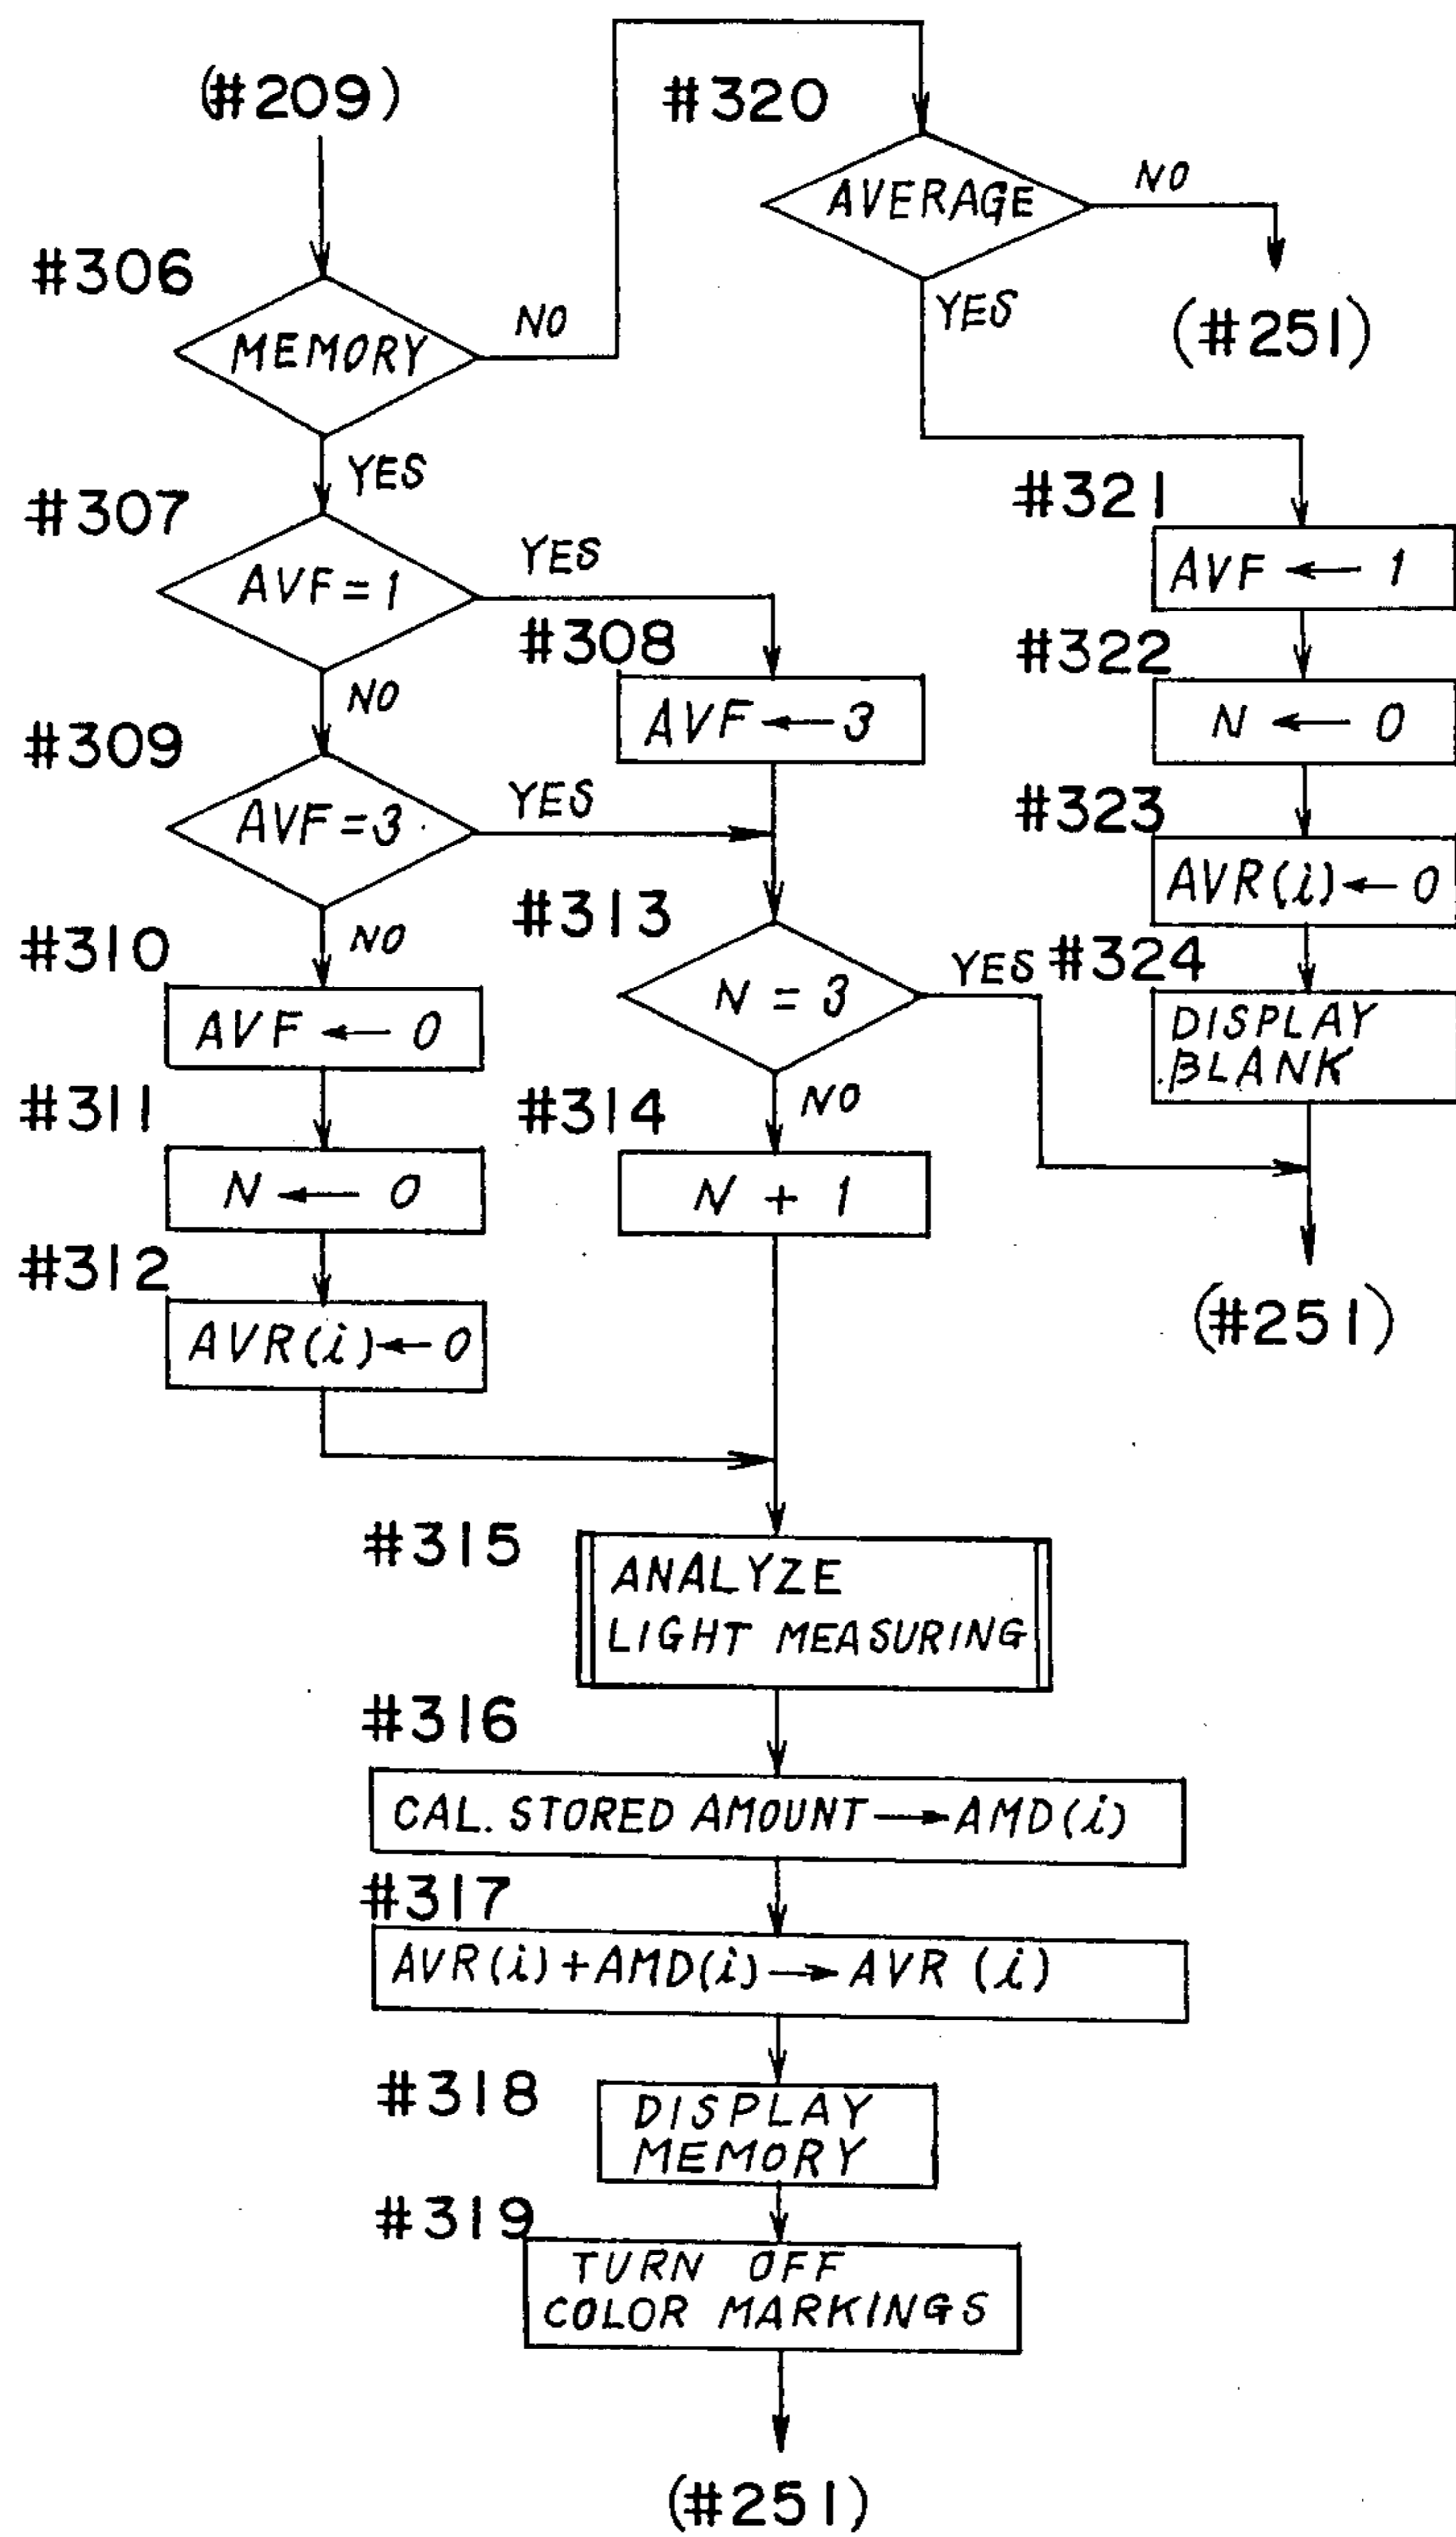 (#209)
#306
MEMORY
NO
YES
#307
AVF = 1
YES
NO
#308
AVF ← 3
#309
AVF = 3
YES
NO
#310
AVF ← 0
#311
N ← 0
#312
AVR(i) ← 0
#313
N = 3
YES
NO
#314
N + 1
#315
ANALYZE
LIGHT MEASURING
#316
CAL. STORED AMOUNT → AMD(i)
#317
AVR(i)+AMD(i) → AVR (i)
#318
DISPLAY
MEMORY
#319
TURN OFF
COLOR MARKINGS
(#251)
#320
AVERAGE
NO
(#251)
YES
#321
AVF ← 1
#322
N ← 0
#323
AVR(i) ← 0
#324
DISPLAY
BLANK
(#251)